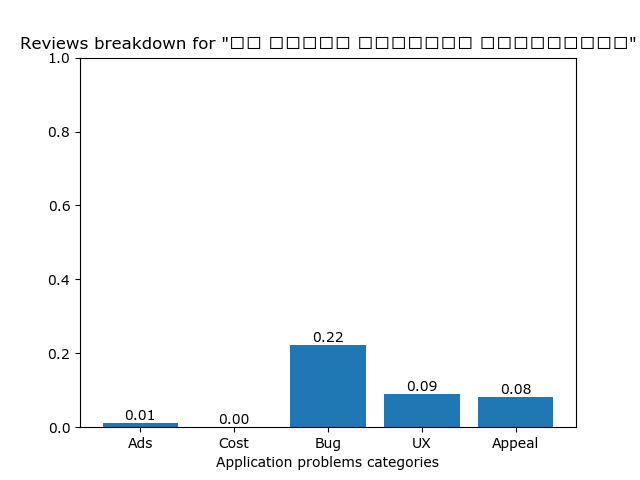 Reviews breakdown for "□□ □□□□□ □□□□□□□ □□□□□□□□□"
1.0
0.8
0.6
0.4
0.2
0.0
0.01
0.00
0.22
0.09
0.08
Ads
Cost
Bug
UX
Appeal
Application problems categories